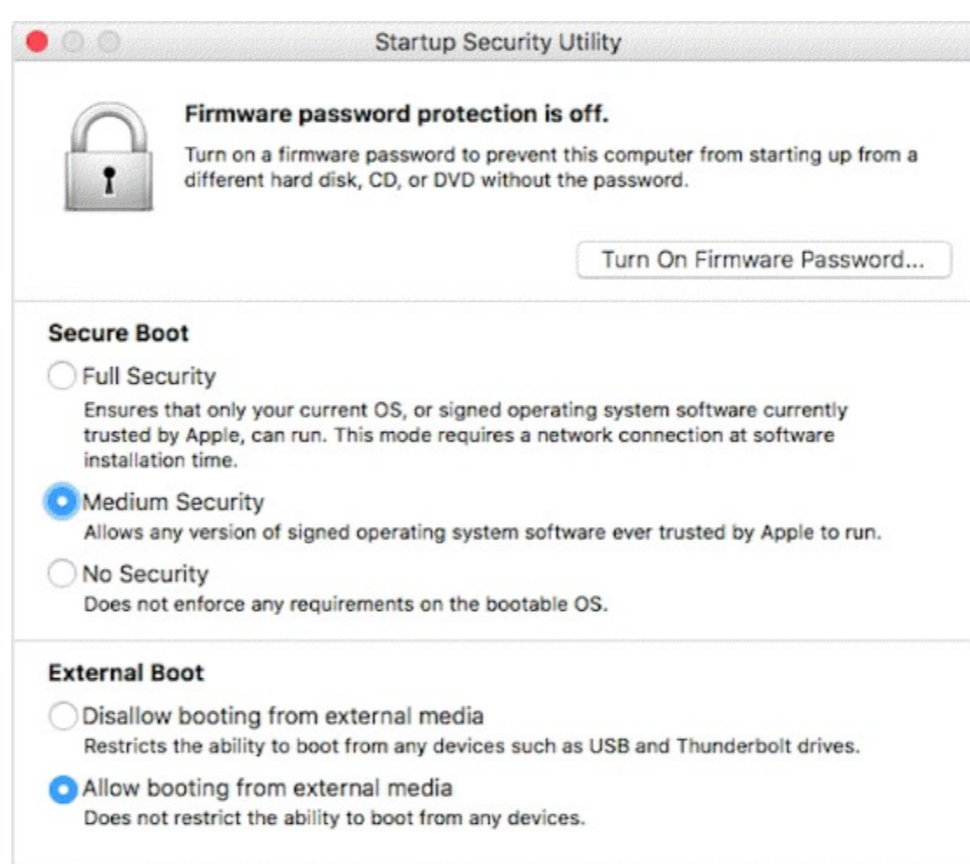 Startup Security Utility
Firmware password protection is off.
Turn on a firmware password to prevent this computer from starting up from a
different hard disk, CD, or DVD without the password.
Turn On Firmware Password...
Secure Boot
Full Security
Ensures that only your current OS, or signed operating system software currently
trusted by Apple, can run. This mode requires a network connection at software
installation time.
Medium Security
Allows any version of signed operating system software ever trusted by Apple to run.
No Security
Does not enforce any requirements on the bootable OS.
External Boot
Disallow booting from external media
Restricts the ability to boot from any devices such as USB and Thunderbolt drives.
Allow booting from external media
Does not restrict the ability to boot from any devices.